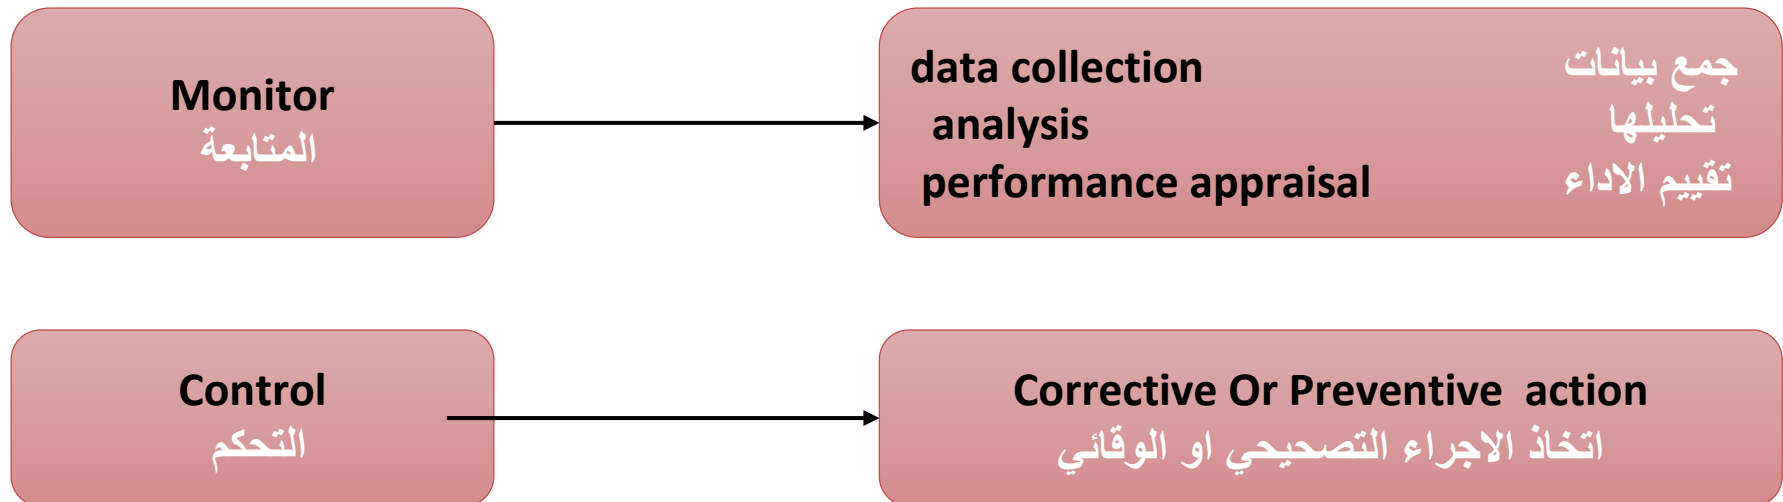 Monitor
المتابعة
data collection جمع بيانات
analysis تحليلها
performance appraisal تقييم الاداء
Control
التحكم
Corrective Or Preventive action
اتخاذ الاجراء التصحيحي او الوقائي